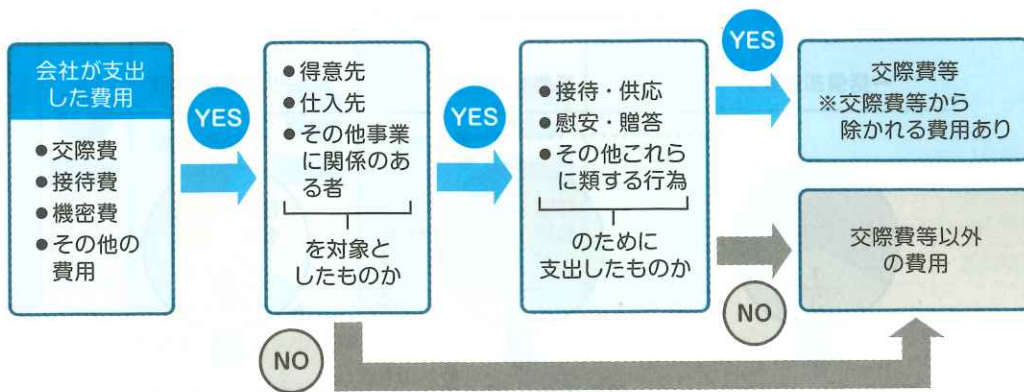 会社が支出
した費用
●交際費
●接待費
●機密費
●その他の
費用
YES
●得意先
●仕入先
●その他事業
に関係のあ
る者
を対象と
したものか
YES
●接待・供応
●慰安・贈答
●その他これら
に類する行為
のために
支出したものか
YES
交際費等
※交際費等から
除かれる費用あり
NO
交際費等以外
の費用
NO